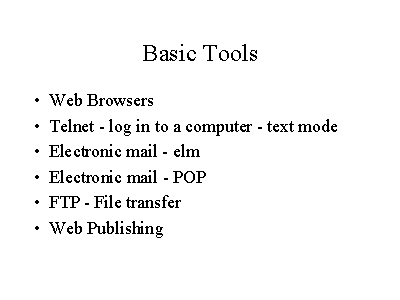 Basic Tools
• Web Browsers
• Telnet - log in to a computer - text mode
• Electronic mail - elm
• Electronic mail - POP
• FTP - File transfer
• Web Publishing